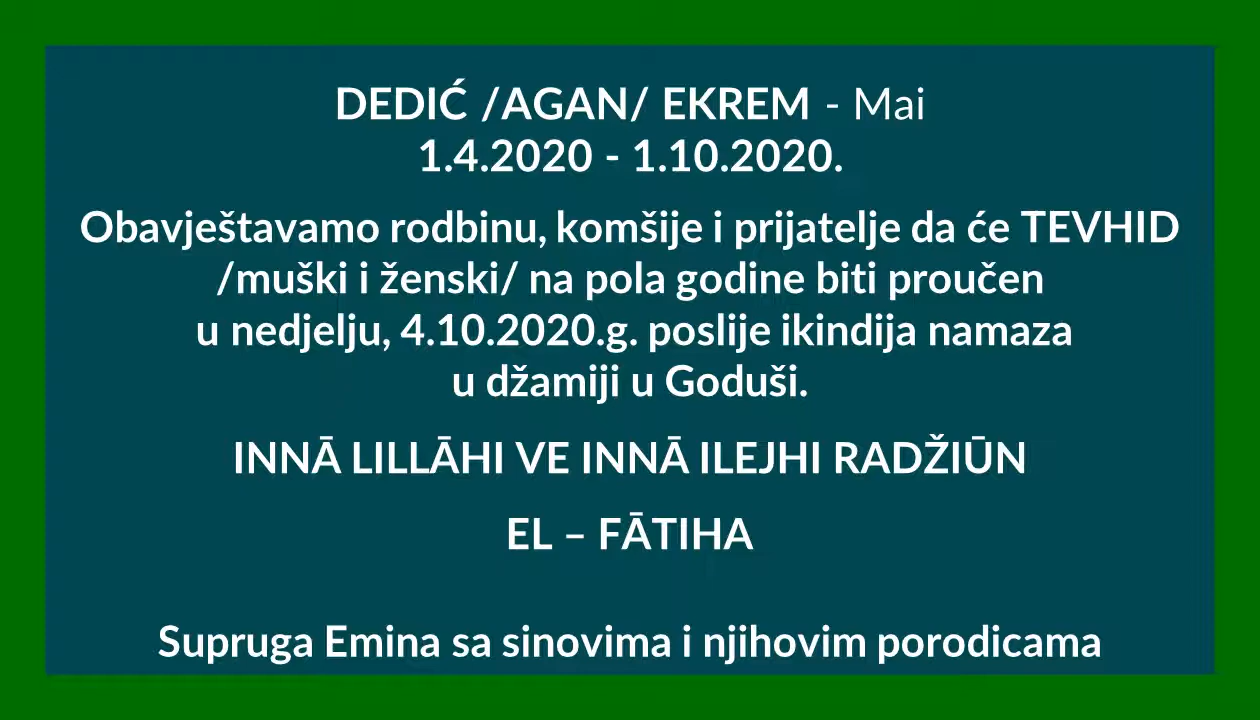 DEDIĆ /AGAN/ EKREM - Mai
1.4.2020 - 1.10.2020.
Obavještavamo rodbinu, komšije i prijatelje da će TEVHID
/muški i ženski/ na pola godine biti proučen
u nedjelju, 4.10.2020.g. poslije ikindija namaza
u džamiji u Goduši.
INNĀ LILLĀHI VE INNĀ ILEJHI RADŽIŪN
EL – FĀTIHA
Supruga Emina sa sinovima i njihovim porodicama